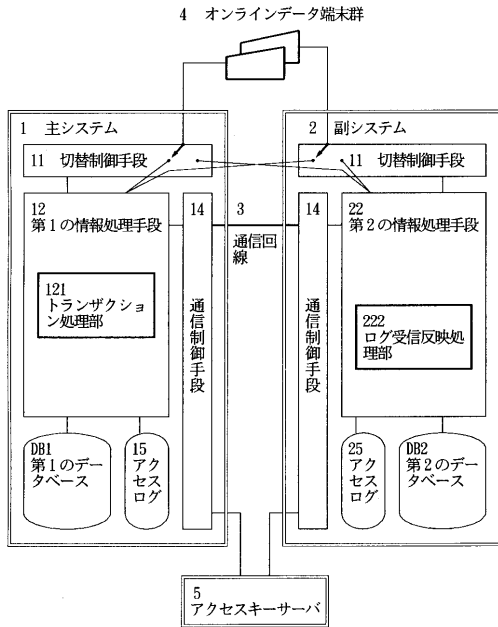 4 オンラインデータ端末群
1 主システム
11 切替制御手段
12
第1の情報処理手段
121
トランザクショ
ン処理部
DB1
第1のデー
タベース
15
アク
セス
ログ
14
通信制御手段
3
通信回
線
2 副システム
11 切替制御手段
14
通信制御手段
22
第2の情報処理手段
222
ログ受信反映処
理部
25
アク
セス
ログ
DB2
第2のデー
タベース
5
アクセスキーサーバ